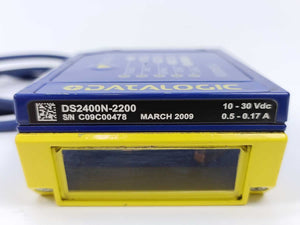 DATALOGIC
DS2400N-2200 10 - 30 Vdc
S/N C09C00478 MARCH 2009 0.5 - 0.17 A